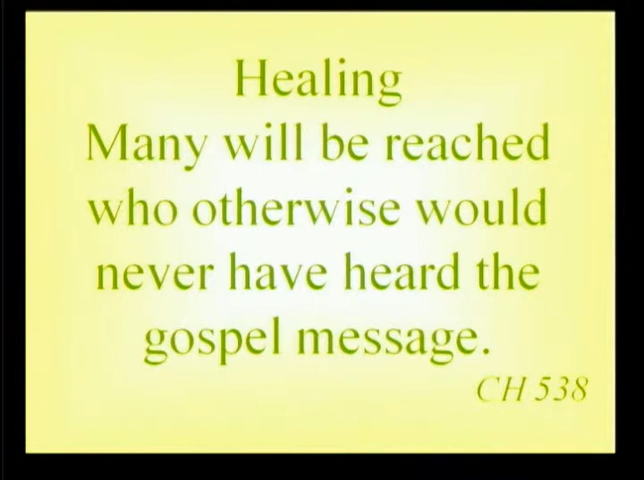 Healing
Many will be reached
who otherwise would
never have heard the
gospel message.
CH 538